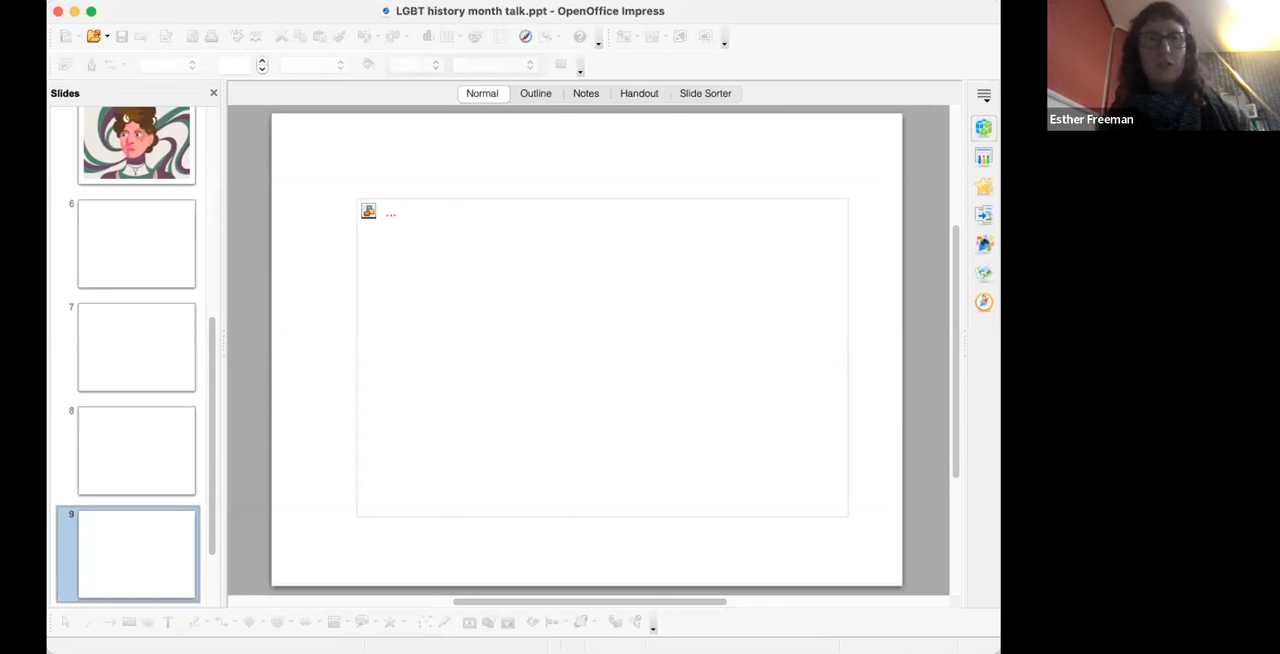 LGBT history month talk.ppt - OpenOffice Impress
Slides
Normal
Outline
Notes
Handout
Slide Sorter
6
7
8
9
...
Esther Freeman